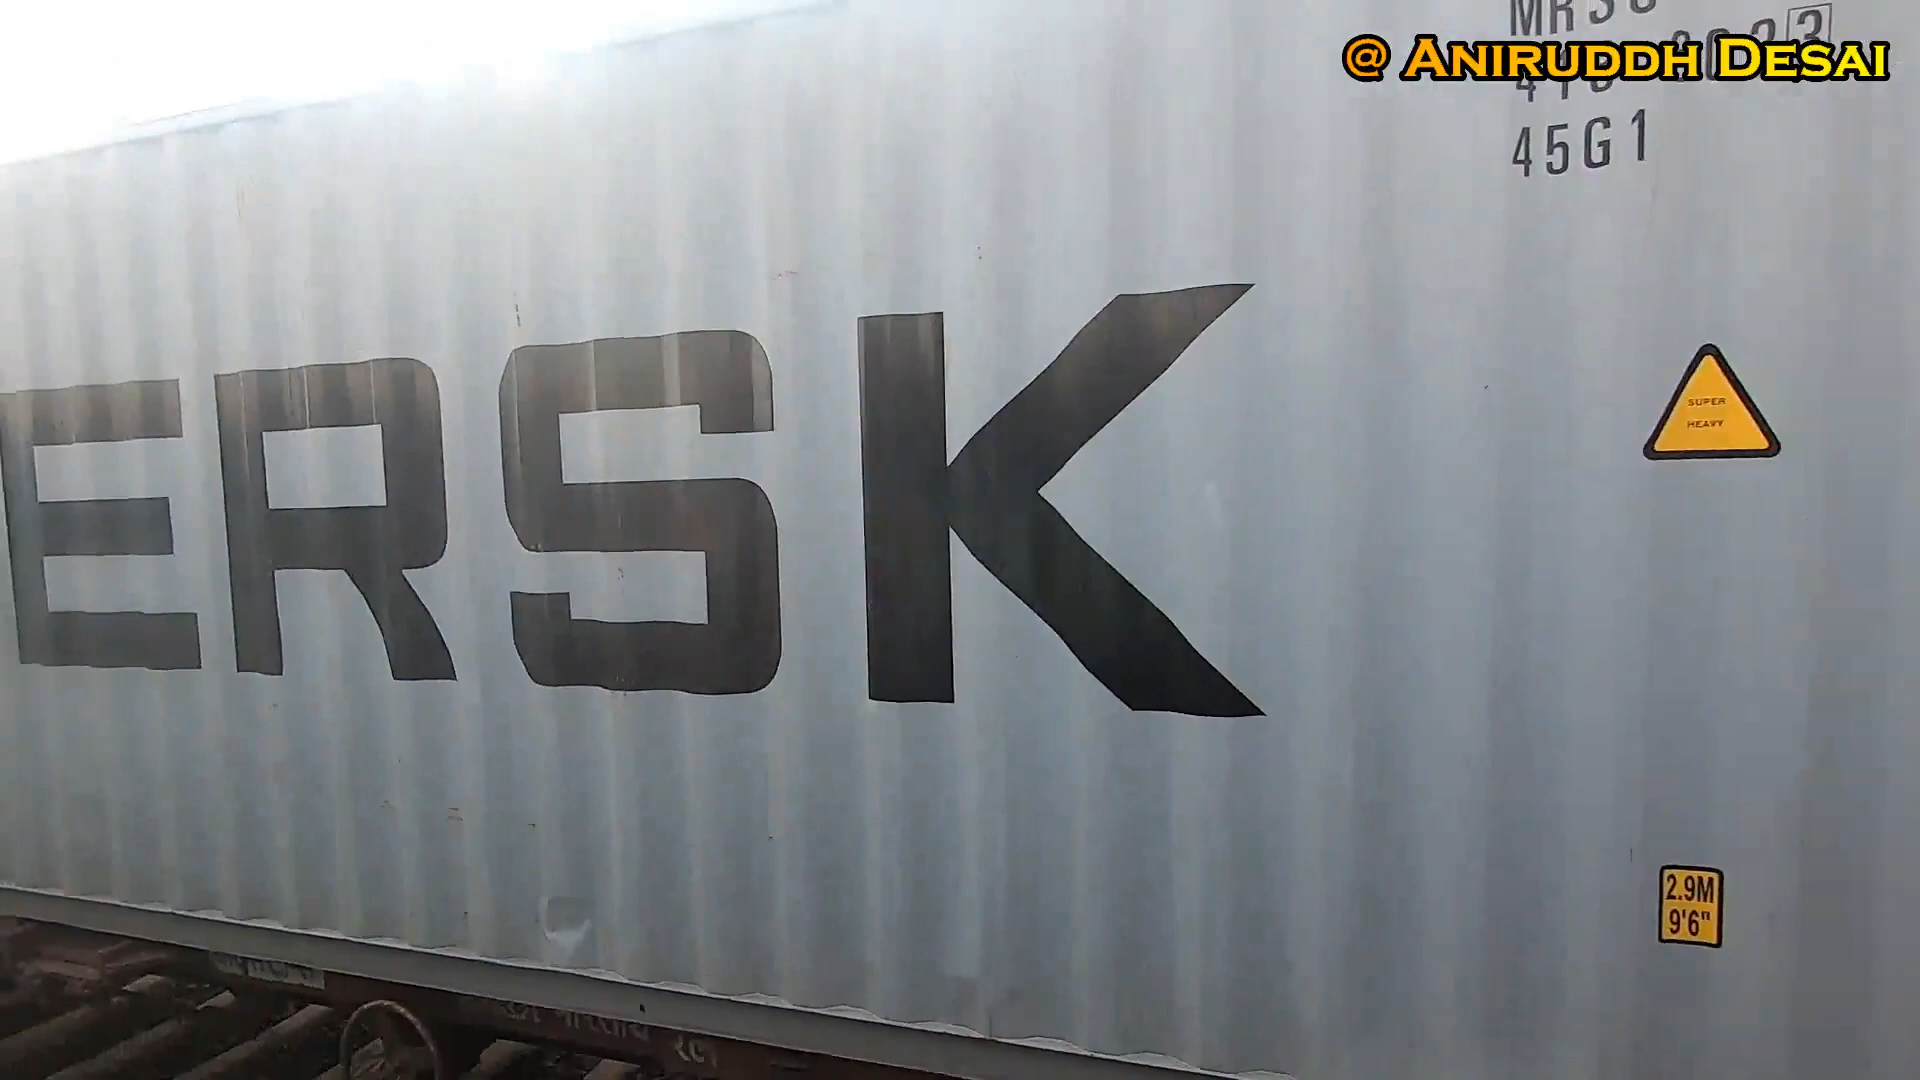 @ ANIRUDDH DESAI
45G1
ERSK
SUPER
HEAVY
2.9M
9'6"